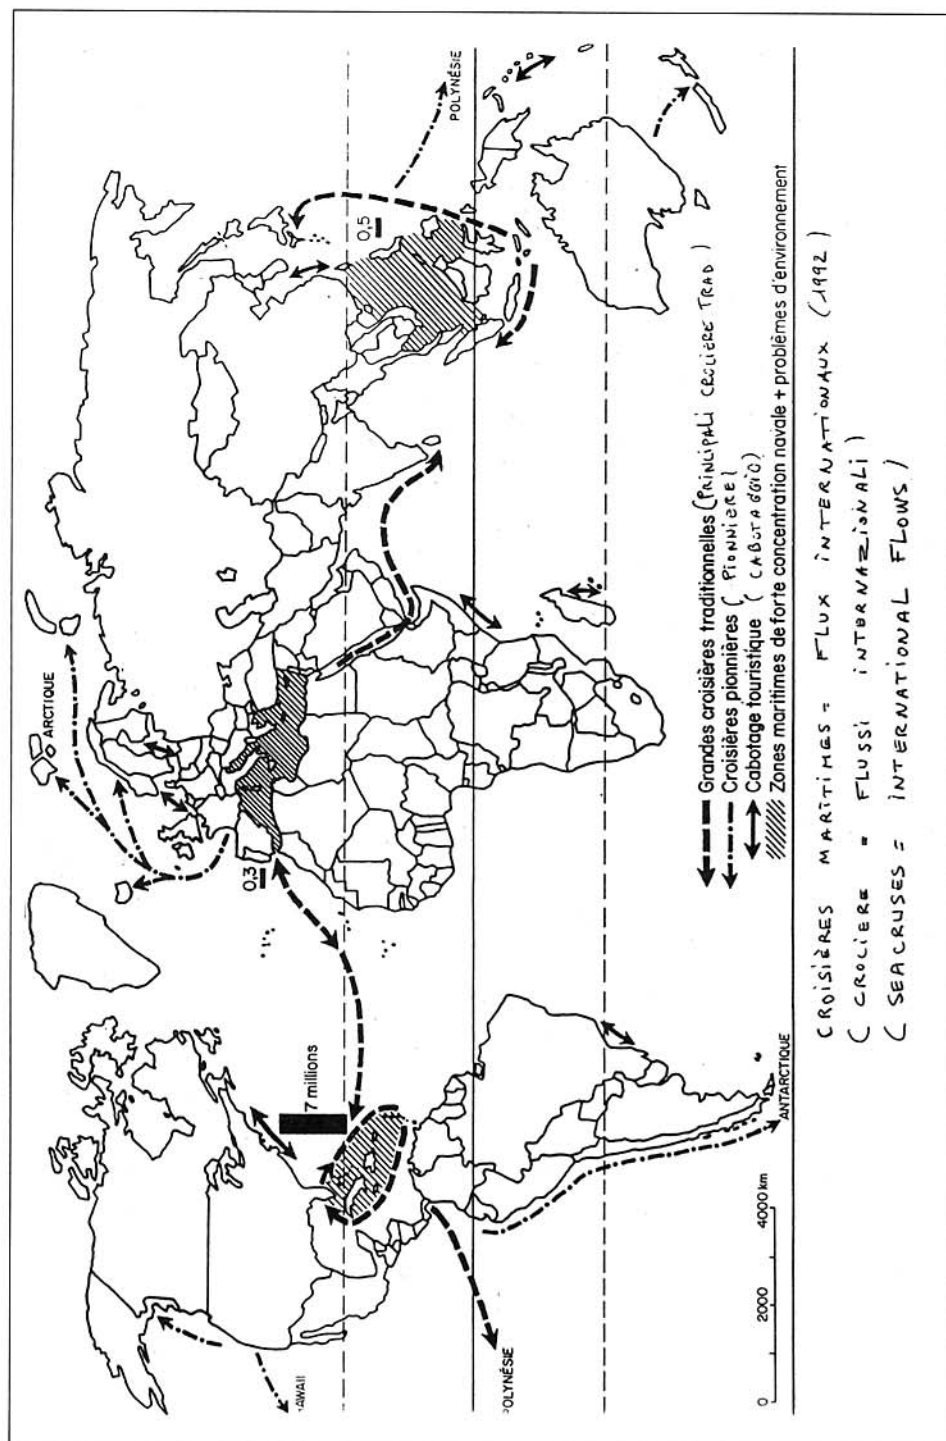 ARCTIQUE
POLYNÉSIE
0,5
0,3
7 millions
AWAII
POLYNÉSIE
ANTARCTIQUE
0 2000 4000 km
Grandes croisières traditionnelles (PRINCIPALI CROCIERE TRAD)
Croisières pionnières (PIONNIERE)
Cabotage touristique (CABOTAGGIO)
Zones maritimes de forte concentration navale + problèmes d'environnement
CROISIÈRES MARITIMES = FLUX INTERNATIONAUX (1992)
(CROCIERE = FLUSSI INTERNAZIONALI)
(SEACRUSES = INTERNATIONAL FLOWS)